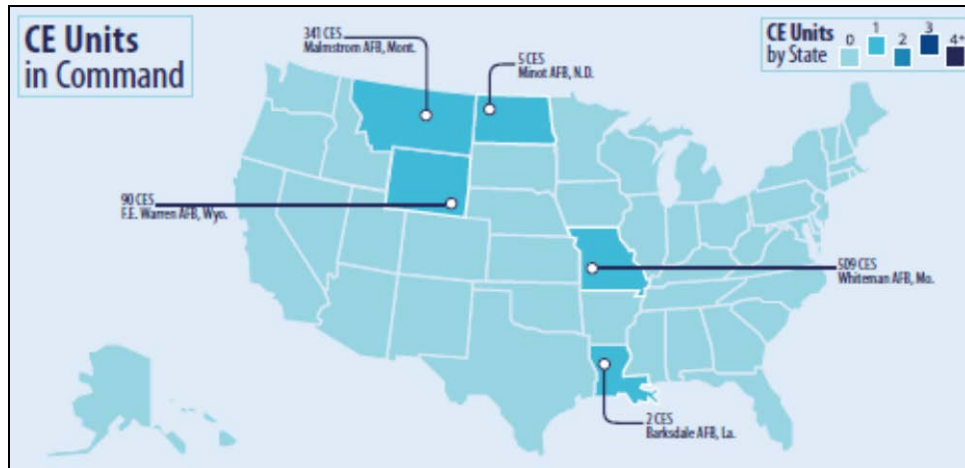 CE Units
in Command
341 CES
Malmstrom AFB, Mont.
5 CES
Minot AFB, N.D.
CE Units
by State
0 1 2 3 4+
90 CES
F.E. Warren AFB, Wyo.
509 CES
Whiteman AFB, Mo.
2 CES
Barksdale AFB, La.